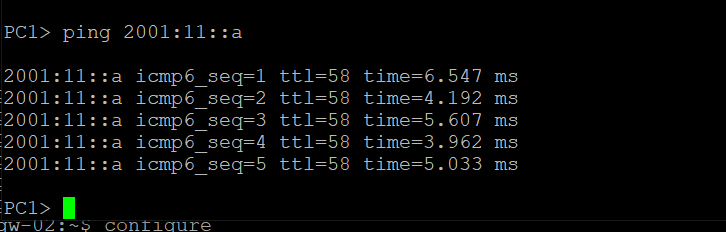 PC1> ping 2001:11::a
2001:11::a icmp6_seq=1 ttl=58 time=6.547 ms
2001:11::a icmp6_seq=2 ttl=58 time=4.192 ms
2001:11::a icmp6_seq=3 ttl=58 time=5.607 ms
2001:11::a icmp6_seq=4 ttl=58 time=3.962 ms
2001:11::a icmp6_seq=5 ttl=58 time=5.033 ms
PC1>
gw-02:~$ configure